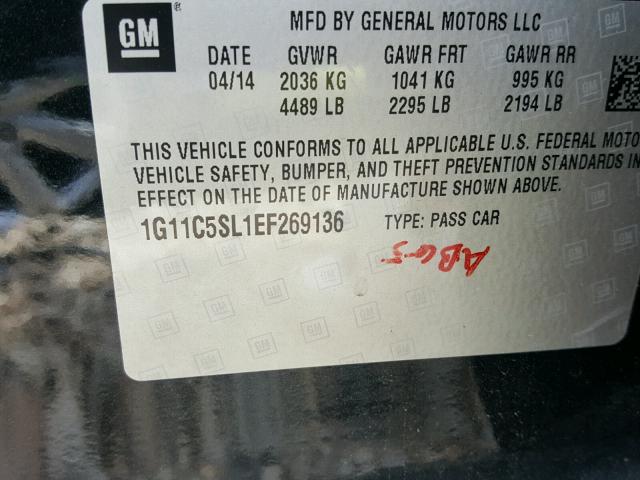 GM
MFD BY GENERAL MOTORS LLC
DATE GVWR GAWR FRT GAWR RR
04/14 2036 KG 1041 KG 995 KG
4489 LB 2295 LB 2194 LB
THIS VEHICLE CONFORMS TO ALL APPLICABLE U.S. FEDERAL MOTO
VEHICLE SAFETY, BUMPER, AND THEFT PREVENTION STANDARDS IN
EFFECT ON THE DATE OF MANUFACTURE SHOWN ABOVE.
1G11C5SL1EF269136 TYPE: PASS CAR